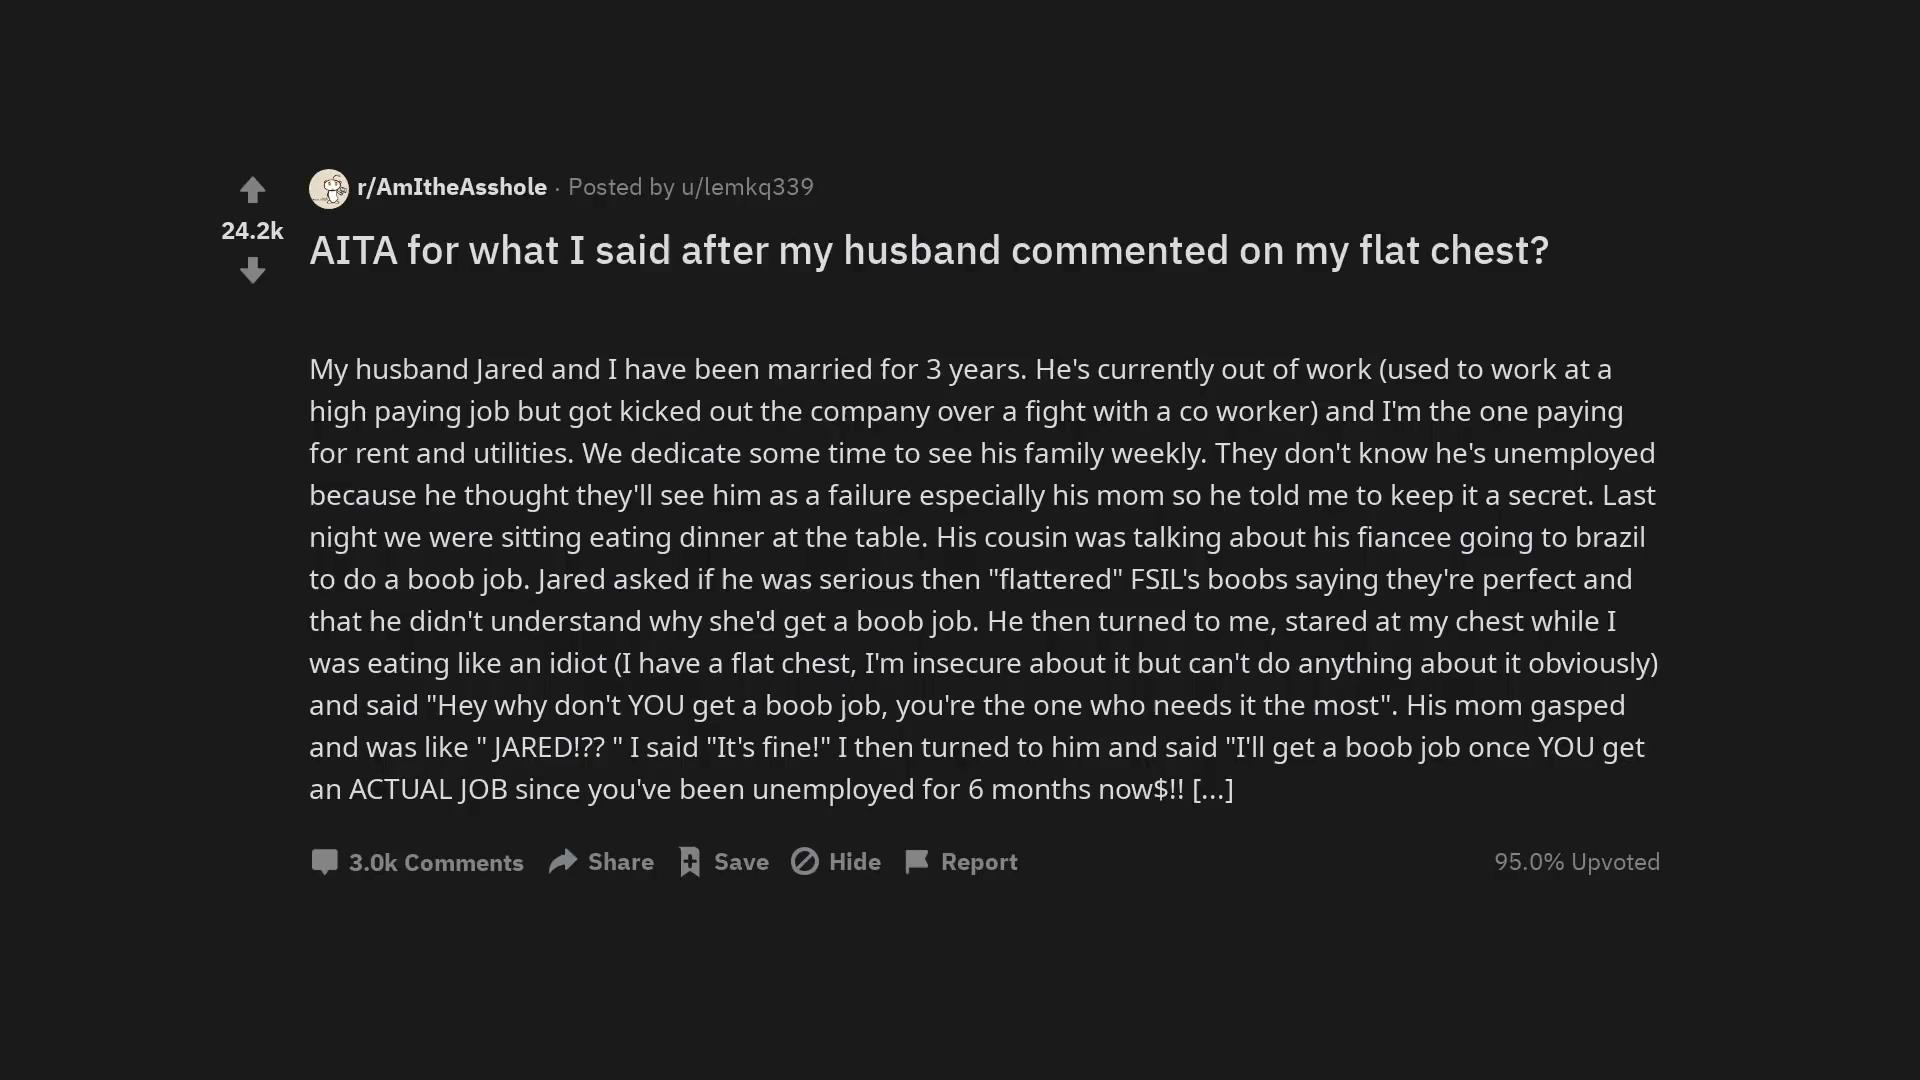 r/AmItheAsshole · Posted by u/lemkq339
24.2k
AITA for what I said after my husband commented on my flat chest?
My husband Jared and I have been married for 3 years. He's currently out of work (used to work at a
high paying job but got kicked out the company over a fight with a co worker) and I'm the one paying
for rent and utilities. We dedicate some time to see his family weekly. They don't know he's unemployed
because he thought they'll see him as a failure especially his mom so he told me to keep it a secret. Last
night we were sitting eating dinner at the table. His cousin was talking about his fiancee going to brazil
to do a boob job. Jared asked if he was serious then "flattered" FSIL's boobs saying they're perfect and
that he didn't understand why she'd get a boob job. He then turned to me, stared at my chest while I
was eating like an idiot (I have a flat chest, I'm insecure about it but can't do anything about it obviously)
and said "Hey why don't YOU get a boob job, you're the one who needs it the most". His mom gasped
and was like " JARED!?? " I said "It's fine!" I then turned to him and said "I'll get a boob job once YOU get
an ACTUAL JOB since you've been unemployed for 6 months now$!! [...]
3.0k Comments Share Save Hide Report 95.0% Upvoted